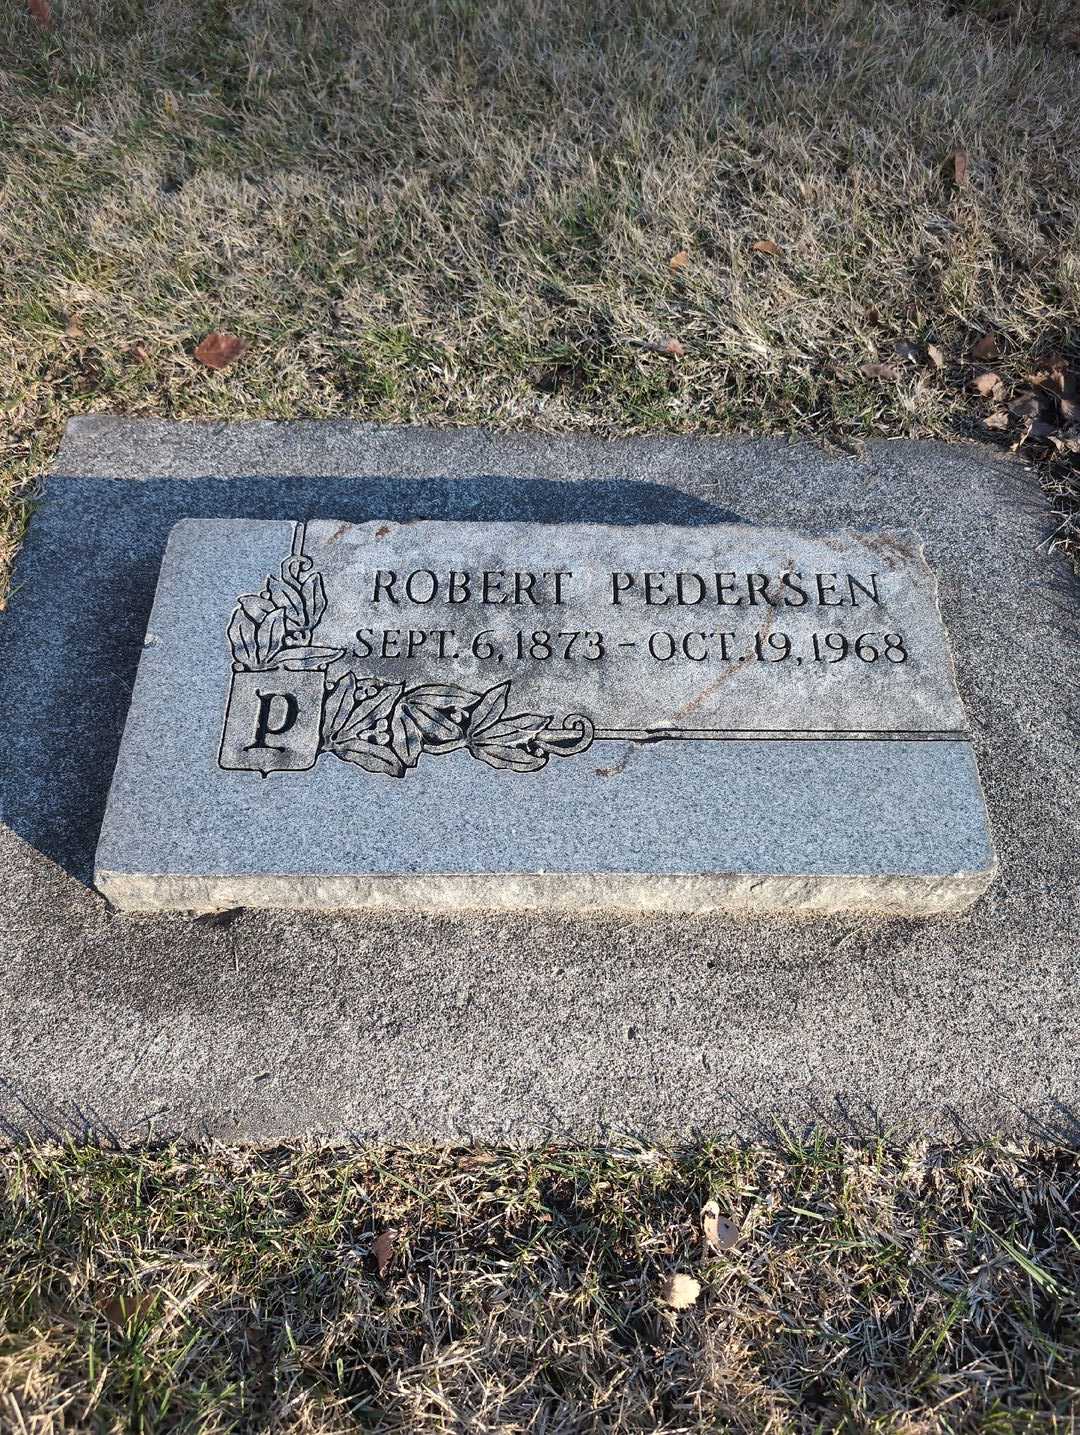 ROBERT PEDERSEN
SEPT. 6, 1873 - OCT. 19, 1968
P